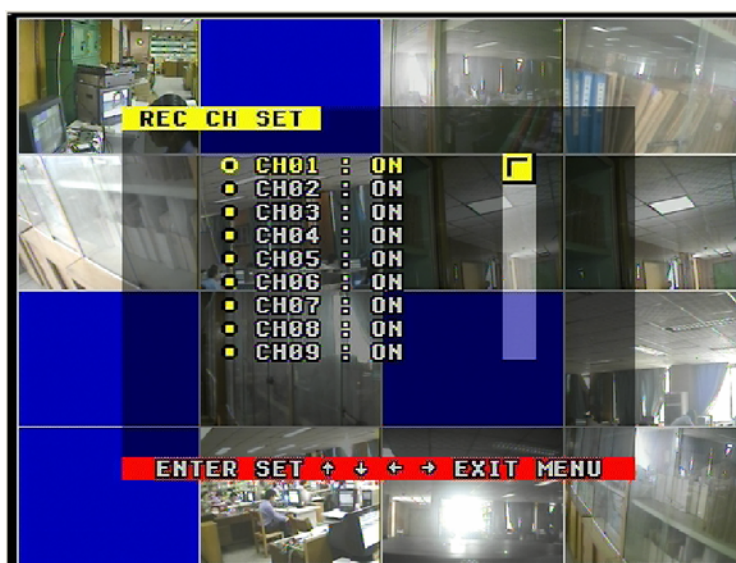 REC CH SET
CH01 : ON
CH02 : ON
CH03 : ON
CH04 : ON
CH05 : ON
CH06 : ON
CH07 : ON
CH08 : ON
CH09 : ON
ENTER SET ↑ ↓ ← → EXIT MENU